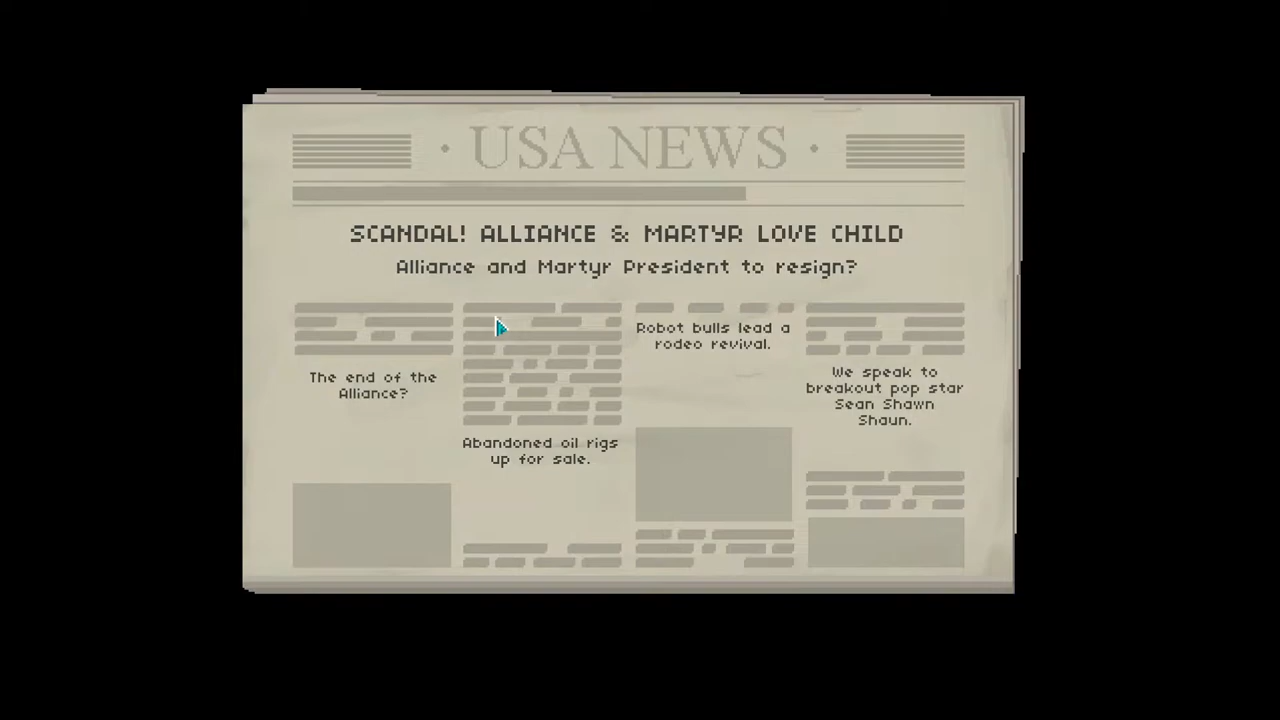 • USA NEWS •
SCANDAL! ALLIANCE & MARTYR LOVE CHILD
Alliance and Martyr President to resign?
The end of the
Alliance?
Abandoned oil rigs
up for sale.
Robot bulls lead a
rodeo revival.
We speak to
breakout pop star
Sean Shawn
Shaun.